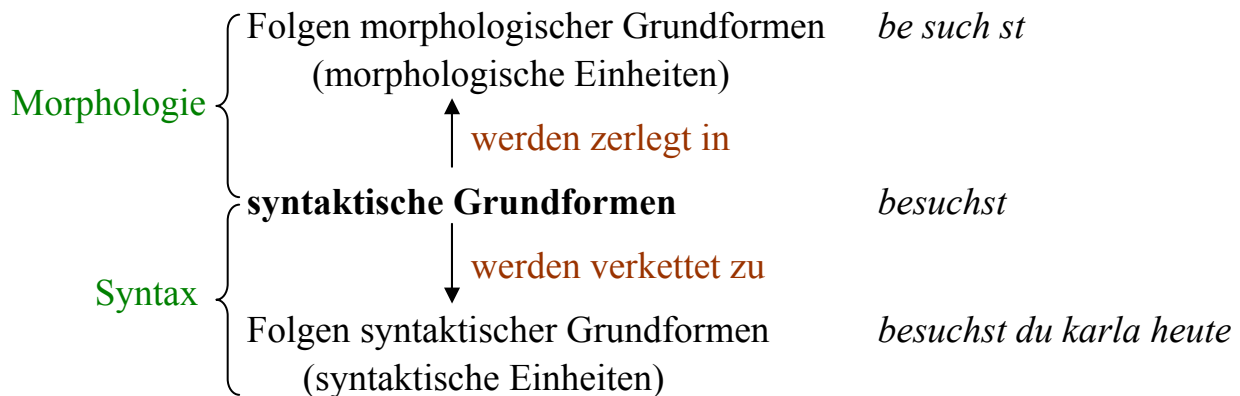 Folgen morphologischer Grundformen be such st
(morphologische Einheiten)
Morphologie
werden zerlegt in
syntaktische Grundformen besuchst
werden verkettet zu
Syntax
Folgen syntaktischer Grundformen besuchst du karla heute
(syntaktische Einheiten)